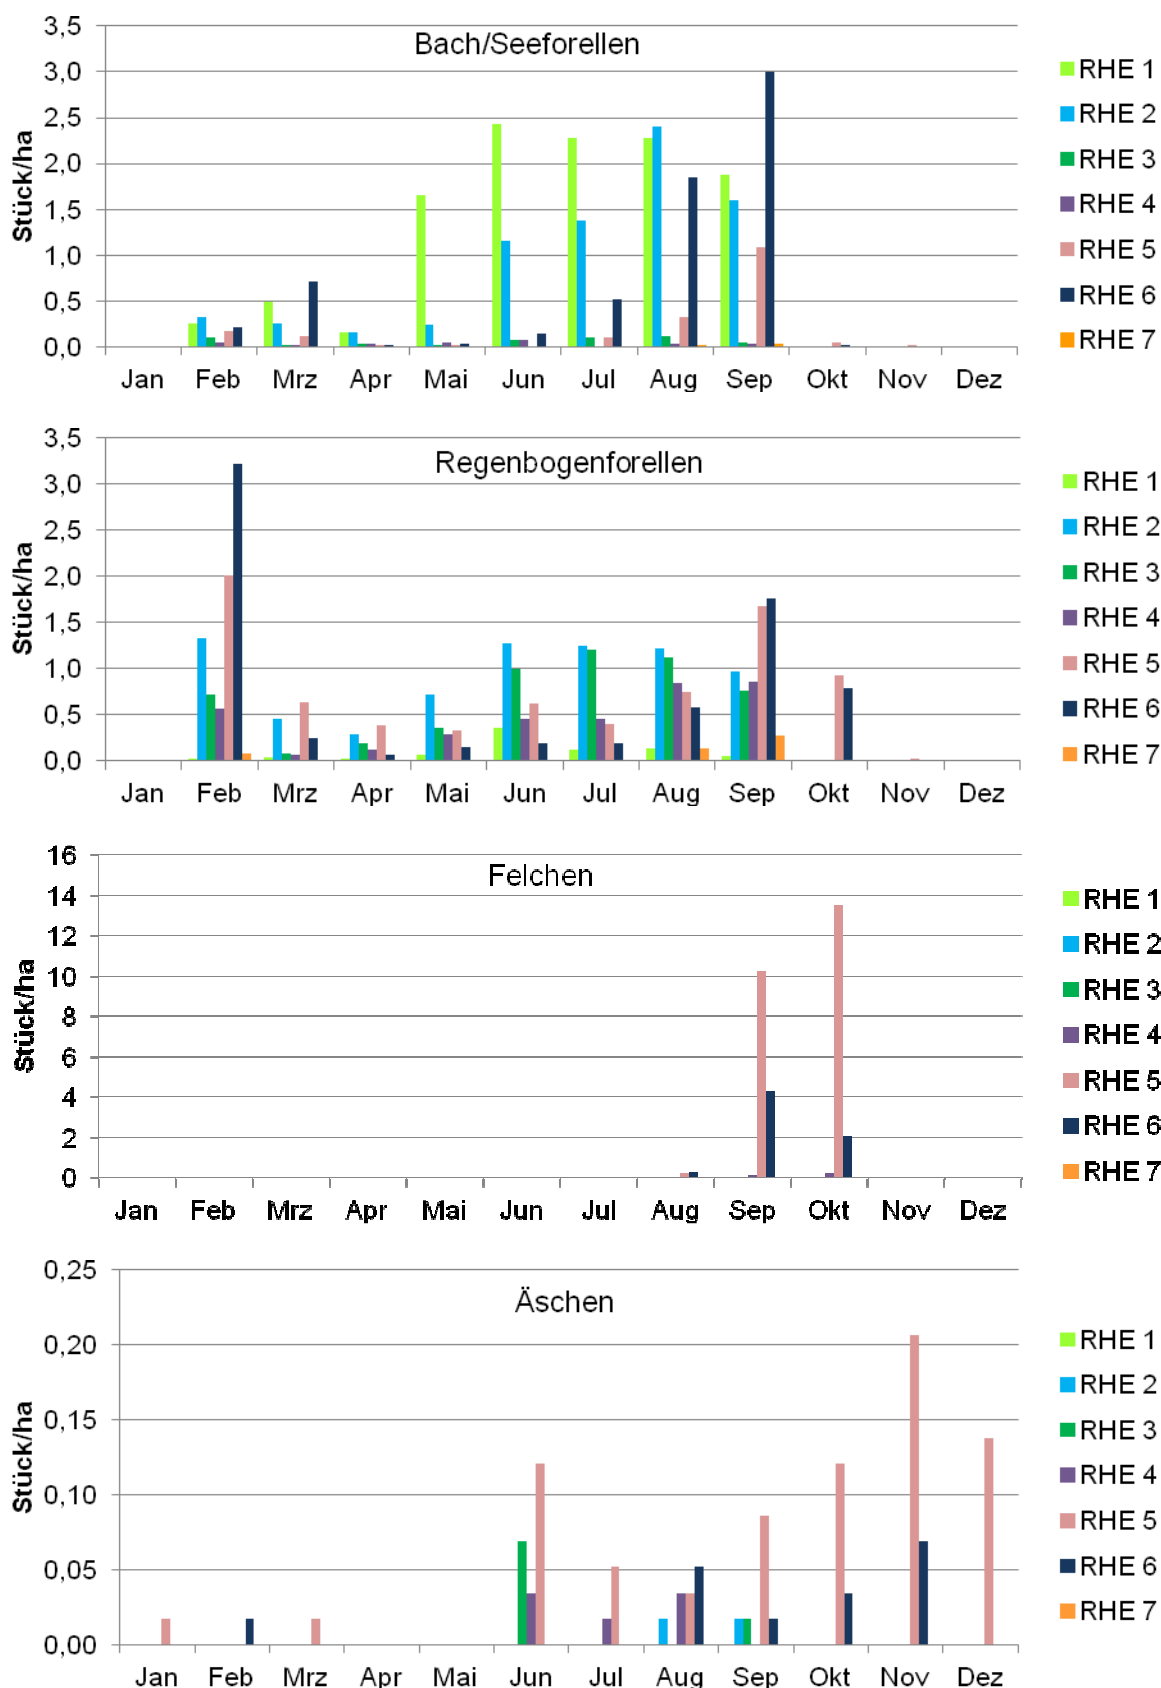 Bach/Seeforellen
Stück/ha
3,5
3,0
2,5
2,0
1,5
1,0
0,5
0,0
Jan Feb Mrz Apr Mai Jun Jul Aug Sep Okt Nov Dez
RHE 1
RHE 2
RHE 3
RHE 4
RHE 5
RHE 6
RHE 7
Regenbogenforellen
Stück/ha
3,5
3,0
2,5
2,0
1,5
1,0
0,5
0,0
Jan Feb Mrz Apr Mai Jun Jul Aug Sep Okt Nov Dez
RHE 1
RHE 2
RHE 3
RHE 4
RHE 5
RHE 6
RHE 7
Felchen
Stück/ha
16
14
12
10
8
6
4
2
0
Jan Feb Mrz Apr Mai Jun Jul Aug Sep Okt Nov Dez
RHE 1
RHE 2
RHE 3
RHE 4
RHE 5
RHE 6
RHE 7
Äschen
Stück/ha
0,25
0,20
0,15
0,10
0,05
0,00
Jan Feb Mrz Apr Mai Jun Jul Aug Sep Okt Nov Dez
RHE 1
RHE 2
RHE 3
RHE 4
RHE 5
RHE 6
RHE 7